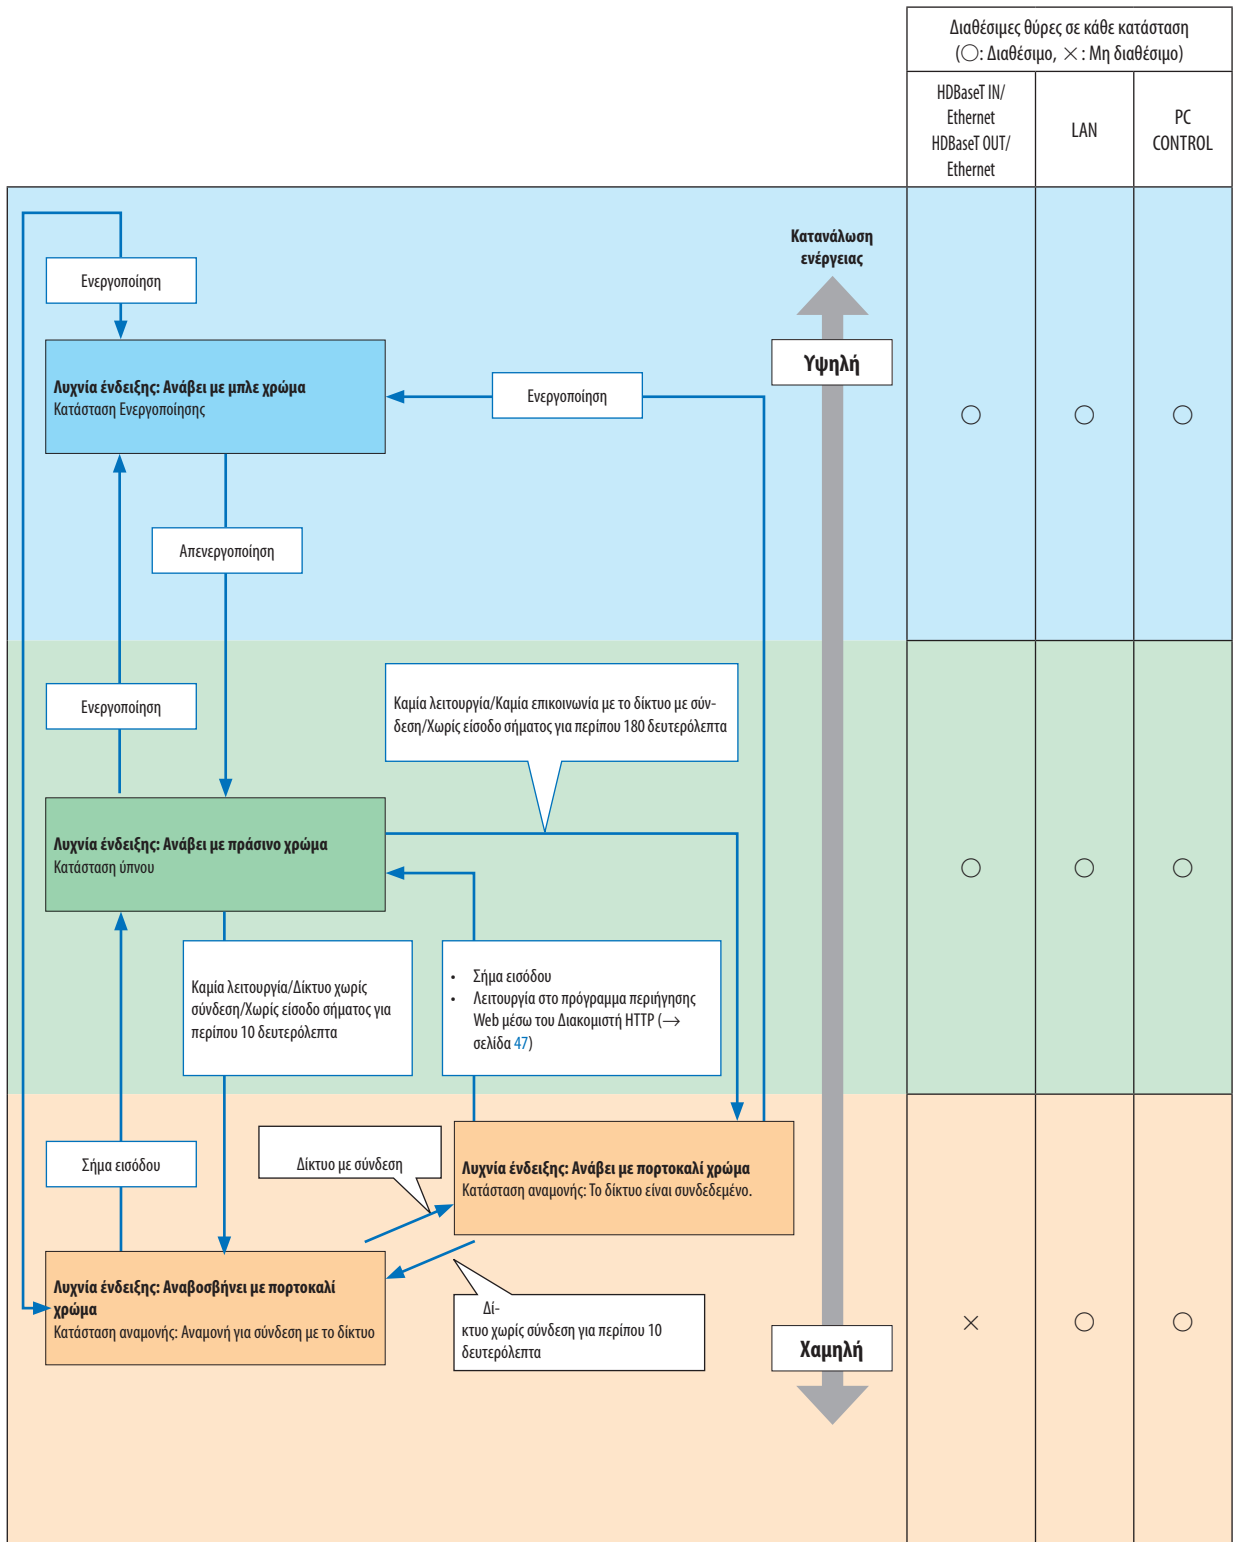 Διαθέσιμες θύρες σε κάθε κατάσταση
(○: Διαθέσιμο, ×: Μη διαθέσιμο)
HDBaseT IN/
Ethernet
HDBaseT OUT/
Ethernet
LAN
PC
CONTROL
Κατανάλωση
ενέργειας
Ενεργοποίηση
Υψηλή
Λυχνία ένδειξης: Ανάβει με μπλε χρώμα
Κατάσταση Ενεργοποίησης
Ενεργοποίηση
○ ○ ○
Απενεργοποίηση
Ενεργοποίηση
Καμία λειτουργία/Καμία επικοινωνία με το δίκτυο με σύν-
δεση/Χωρίς είσοδο σήματος για περίπου 180 δευτερόλεπτα
Λυχνία ένδειξης: Ανάβει με πράσινο χρώμα
Κατάσταση ύπνου
○ ○ ○
Καμία λειτουργία/Δίκτυο χωρίς
σύνδεση/Χωρίς είσοδο σήματος για
περίπου 10 δευτερόλεπτα
• Σήμα εισόδου
• Λειτουργία στο πρόγραμμα περιήγησης
Web μέσω του Διακομιστή HTTP (→
σελίδα 47)
Σήμα εισόδου
Δίκτυο με σύνδεση
Λυχνία ένδειξης: Ανάβει με πορτοκαλί χρώμα
Κατάσταση αναμονής: Το δίκτυο είναι συνδεδεμένο.
Λυχνία ένδειξης: Αναβοσβήνει με πορτοκαλί
χρώμα
Κατάσταση αναμονής: Αναμονή για σύνδεση με το δίκτυο
Δί-
κτυο χωρίς σύνδεση για περίπου 10
δευτερόλεπτα
Χαμηλή
× ○ ○